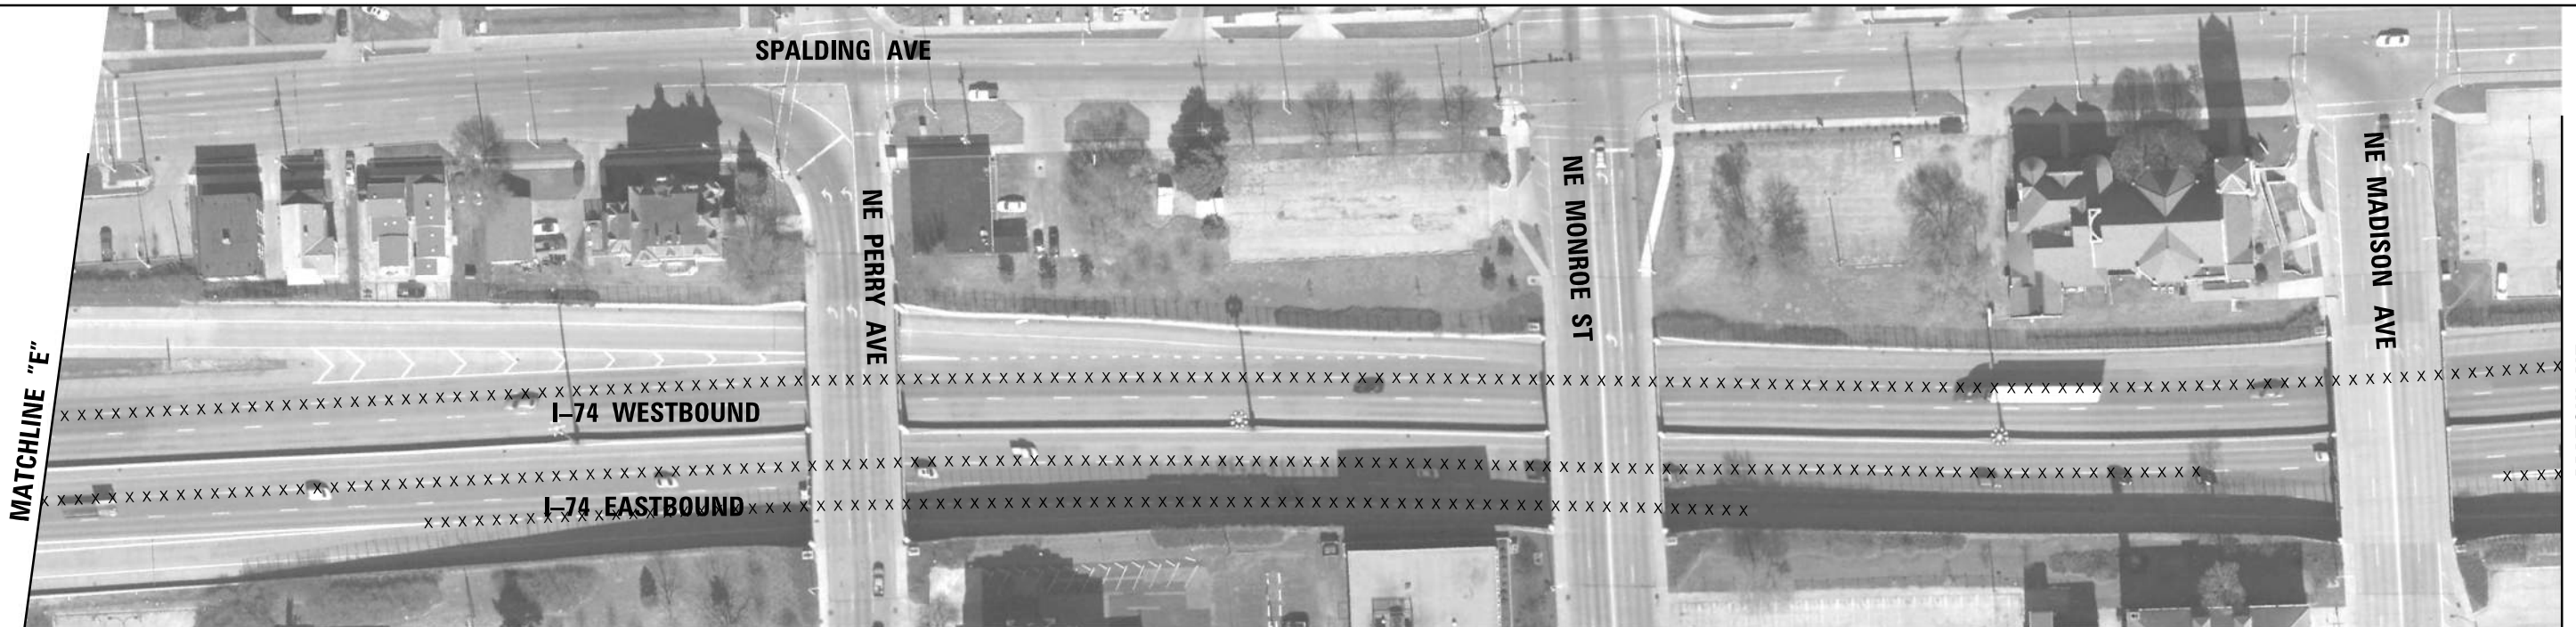 SPALDING AVE
NE PERRY AVE
NE MONROE ST
NE MADISON AVE
MATCHLINE "E"
I–74 WESTBOUND
I–74 EASTBOUND